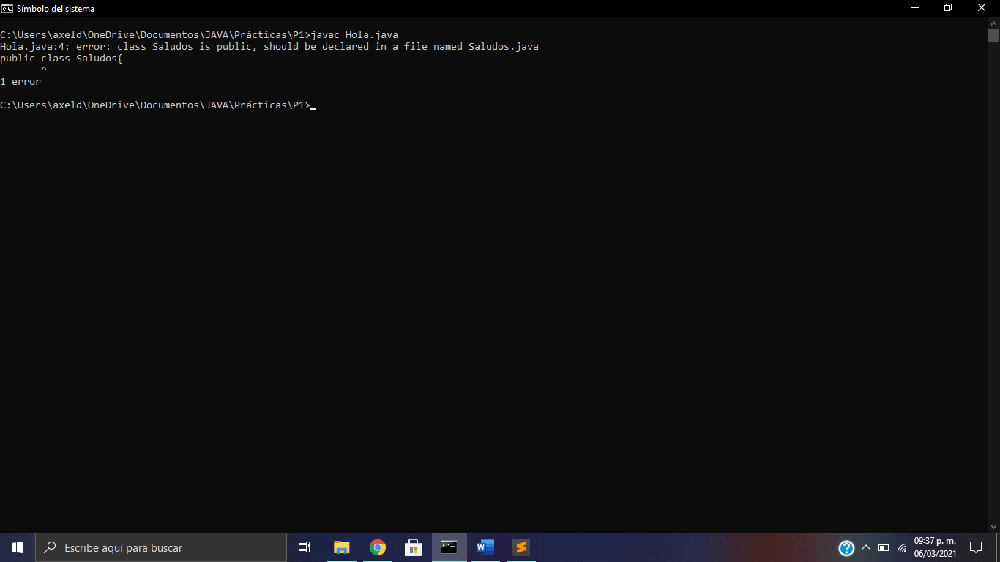 Símbolo del sistema
C:\Users\axeld\OneDrive\Documentos\JAVA\Prácticas\P1>javac Hola.java
Hola.java:4: error: class Saludos is public, should be declared in a file named Saludos.java
public class Saludos{
       ^
1 error
C:\Users\axeld\OneDrive\Documentos\JAVA\Prácticas\P1>
Escribe aquí para buscar
09:37 p. m.
06/03/2021